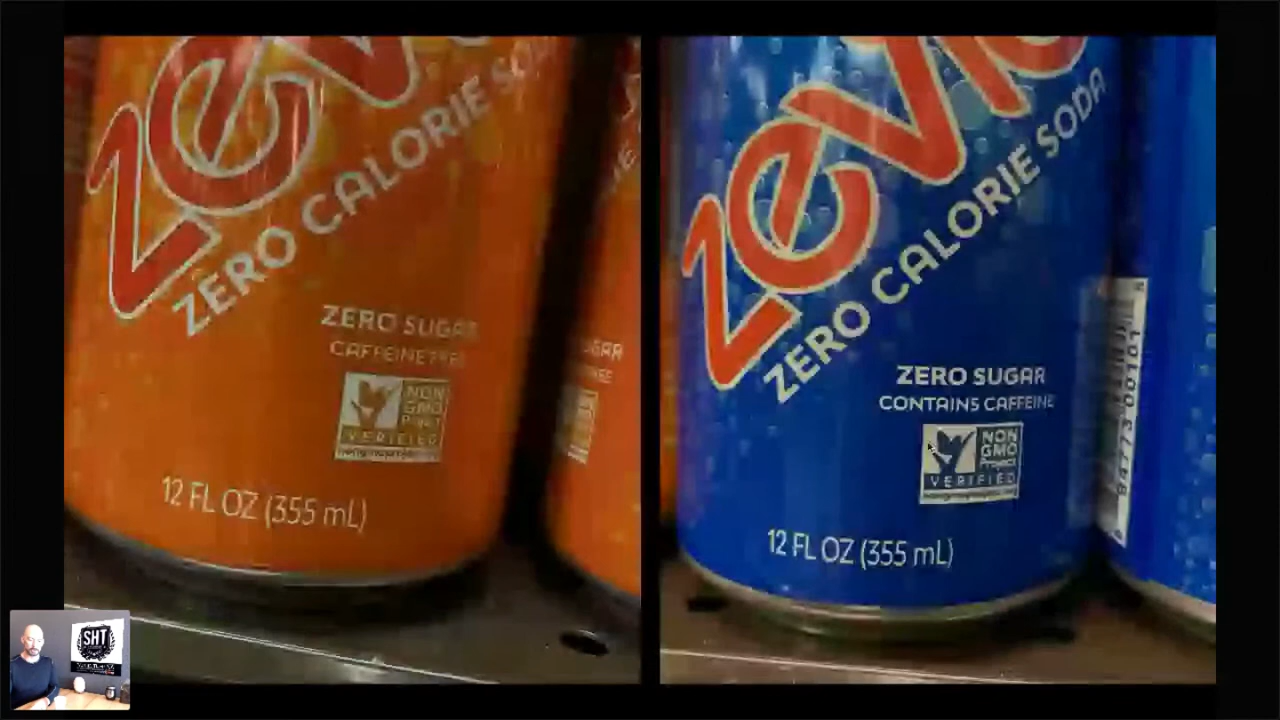 zevi
ZERO CALORIE SODA
ZERO SUGAR
CAFFEINE FREE
NON
GMO
Project
VERIFIED
12 FL OZ (355 mL)
zevia
ZERO CALORIE SODA
ZERO SUGAR
CONTAINS CAFFEINE
NON
GMO
Project
VERIFIED
12 FL OZ (355 mL)
SHT